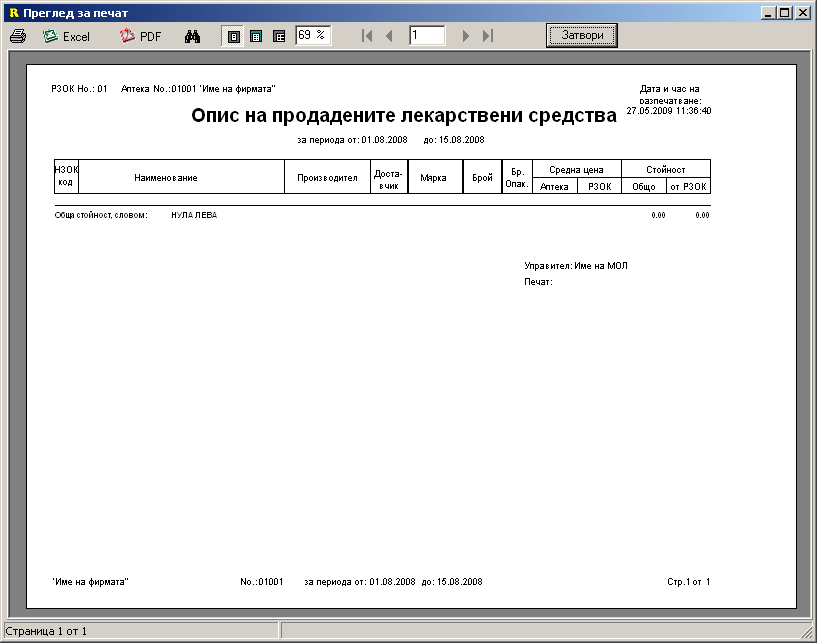 Преглед за печат
Excel PDF 69 % 1 Затвори
РЗОК Но.: 01 Аптека No.:01001 "Име на фирмата"
Дата и час на
разпечатване:
27.05.2009 11:36:40
Опис на продадените лекарствени средства
за периода от: 01.08.2008 до: 15.08.2008
НЗОК код Наименование Производител Доста-вчик Мярка Брой Бр. Опак. Средна цена Стойност
Аптека РЗОК Общо от РЗОК
Обща стойност, словом: НУЛА ЛЕВА 0.00 0.00
Управител: Име на МОЛ
Печат:
"Име на фирмата" No.:01001 за периода от: 01.08.2008 до: 15.08.2008 Стр.1 от 1
Страница 1 от 1